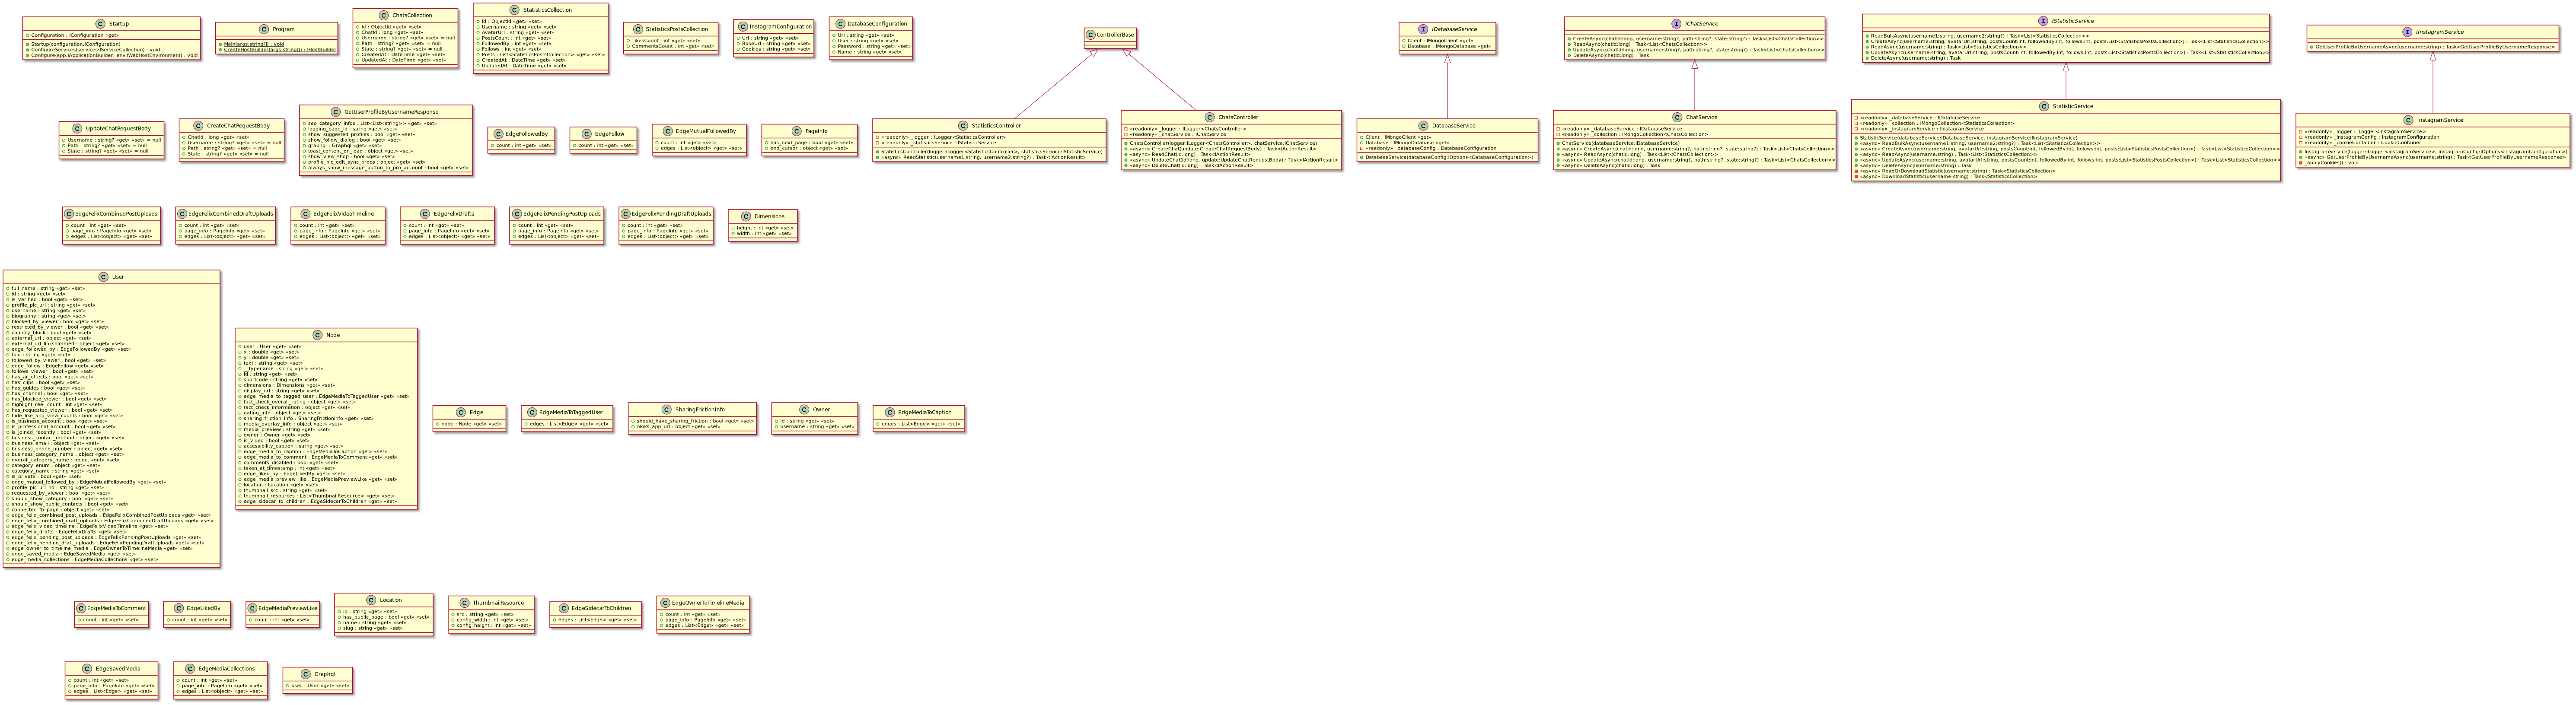 Startup
Configuration : IConfiguration «get»
Startup(configuration:IConfiguration)
ConfigureServices(services:IServiceCollection) : void
Configure(app:IApplicationBuilder, env:IWebHostEnvironment) : void
Program
Main(args:string[]) : void
CreateHostBuilder(args:string[]) : IHostBuilder
ChatsCollection
Id : ObjectId «get» «set»
ChatId : long «get» «set»
Username : string? «get» «set» = null
Path : string? «get» «set» = null
State : string? «get» «set» = null
CreatedAt : DateTime «get» «set»
UpdatedAt : DateTime «get» «set»
StatisticsCollection
Id : ObjectId «get» «set»
Username : string «get» «set»
AvatarUrl : string «get» «set»
PostsCount : int «get» «set»
FollowedBy : int «get» «set»
Follows : int «get» «set»
Posts : List<StatisticsPostsCollection> «get» «set»
CreatedAt : DateTime «get» «set»
UpdatedAt : DateTime «get» «set»
StatisticsPostsCollection
LikesCount : int «get» «set»
CommentsCount : int «get» «set»
InstagramConfiguration
Url : string «get» «set»
BaseUrl : string «get» «set»
Cookies : string «get» «set»
DatabaseConfiguration
Url : string «get» «set»
User : string «get» «set»
Password : string «get» «set»
Name : string «get» «set»
ControllerBase
IDatabaseService
Client : IMongoClient «get»
Database : IMongoDatabase «get»
IChatService
CreateAsync(chatId:long, username:string?, path:string?, state:string?) : Task<List<ChatsCollection>>
ReadAsync(chatId:long) : Task<List<ChatsCollection>>
UpdateAsync(chatId:long, username:string?, path:string?, state:string?) : Task<List<ChatsCollection>>
DeleteAsync(chatId:long) : Task
IStatisticService
ReadBulkAsync(username1:string, username2:string?) : Task<List<StatisticsCollection>>
CreateAsync(username:string, avatarUrl:string, postsCount:int, followedBy:int, follows:int, posts:List<StatisticsPostsCollection>) : Task<List<StatisticsCollection>>
ReadAsync(username:string) : Task<List<StatisticsCollection>>
UpdateAsync(username:string, avatarUrl:string, postsCount:int, followedBy:int, follows:int, posts:List<StatisticsPostsCollection>) : Task<List<StatisticsCollection>>
DeleteAsync(username:string) : Task
IInstagramService
GetUserProfileByUsernameAsync(username:string) : Task<GetUserProfileByUsernameResponse>
UpdateChatRequestBody
Username : string? «get» «set» = null
Path : string? «get» «set» = null
State : string? «get» «set» = null
CreateChatRequestBody
ChatId : long «get» «set»
Username : string? «get» «set» = null
Path : string? «get» «set» = null
State : string? «get» «set» = null
GetUserProfileByUsernameResponse
seo_category_infos : List<List<string>> «get» «set»
logging_page_id : string «get» «set»
show_suggested_profiles : bool «get» «set»
show_follow_dialog : bool «get» «set»
graphql : Graphql «get» «set»
toast_content_on_load : object «get» «set»
show_view_shop : bool «get» «set»
profile_pic_edit_sync_props : object «get» «set»
always_show_message_button_to_pro_account : bool «get» «set»
EdgeFollowedBy
count : int «get» «set»
EdgeFollow
count : int «get» «set»
EdgeMutualFollowedBy
count : int «get» «set»
edges : List<object> «get» «set»
PageInfo
has_next_page : bool «get» «set»
end_cursor : object «get» «set»
StatisticsController
«readonly» _logger : ILogger<StatisticsController>
«readonly» _statisticsService : IStatisticService
StatisticsController(logger:ILogger<StatisticsController>, statisticsService:IStatisticService)
«async» ReadStatistic(username1:string, username2:string?) : Task<IActionResult>
ChatsController
«readonly» _logger : ILogger<ChatsController>
«readonly» _chatService : IChatService
ChatsController(logger:ILogger<ChatsController>, chatService:IChatService)
«async» CreateChat(update:CreateChatRequestBody) : Task<IActionResult>
«async» ReadChat(id:long) : Task<IActionResult>
«async» UpdateChat(id:long, update:UpdateChatRequestBody) : Task<IActionResult>
«async» DeleteChat(id:long) : Task<IActionResult>
DatabaseService
Client : IMongoClient «get»
Database : IMongoDatabase «get»
«readonly» _databaseConfig : DatabaseConfiguration
DatabaseService(databaseConfig:IOptions<DatabaseConfiguration>)
ChatService
«readonly» _databaseService : IDatabaseService
«readonly» _collection : IMongoCollection<ChatsCollection>
ChatService(databaseService:IDatabaseService)
«async» CreateAsync(chatId:long, username:string?, path:string?, state:string?) : Task<List<ChatsCollection>>
«async» ReadAsync(chatId:long) : Task<List<ChatsCollection>>
«async» UpdateAsync(chatId:long, username:string?, path:string?, state:string?) : Task<List<ChatsCollection>>
«async» DeleteAsync(chatId:long) : Task
StatisticService
«readonly» _databaseService : IDatabaseService
«readonly» _collection : IMongoCollection<StatisticsCollection>
«readonly» _instagramService : IInstagramService
StatisticService(databaseService:IDatabaseService, instagramService:IInstagramService)
«async» ReadBulkAsync(username1:string, username2:string?) : Task<List<StatisticsCollection>>
«async» CreateAsync(username:string, avatarUrl:string, postsCount:int, followedBy:int, follows:int, posts:List<StatisticsPostsCollection>) : Task<List<StatisticsCollection>>
«async» ReadAsync(username:string) : Task<List<StatisticsCollection>>
«async» UpdateAsync(username:string, avatarUrl:string, postsCount:int, followedBy:int, follows:int, posts:List<StatisticsPostsCollection>) : Task<List<StatisticsCollection>>
«async» DeleteAsync(username:string) : Task
«async» ReadOrDownloadStatistic(username:string) : Task<StatisticsCollection>
«async» DownloadStatistic(username:string) : Task<StatisticsCollection>
InstagramService
«readonly» _logger : ILogger<InstagramService>
«readonly» _instagramConfig : InstagramConfiguration
«readonly» _cookieContainer : CookieContainer
InstagramService(logger:ILogger<InstagramService>, instagramConfig:IOptions<InstagramConfiguration>)
«async» GetUserProfileByUsernameAsync(username:string) : Task<GetUserProfileByUsernameResponse>
_applyCookies() : void
EdgeFelixCombinedPostUploads
count : int «get» «set»
page_info : PageInfo «get» «set»
edges : List<object> «get» «set»
EdgeFelixCombinedDraftUploads
count : int «get» «set»
page_info : PageInfo «get» «set»
edges : List<object> «get» «set»
EdgeFelixVideoTimeline
count : int «get» «set»
page_info : PageInfo «get» «set»
edges : List<object> «get» «set»
EdgeFelixDrafts
count : int «get» «set»
page_info : PageInfo «get» «set»
edges : List<object> «get» «set»
EdgeFelixPendingPostUploads
count : int «get» «set»
page_info : PageInfo «get» «set»
edges : List<object> «get» «set»
EdgeFelixPendingDraftUploads
count : int «get» «set»
page_info : PageInfo «get» «set»
edges : List<object> «get» «set»
Dimensions
height : int «get» «set»
width : int «get» «set»
User
full_name : string «get» «set»
id : string «get» «set»
is_verified : bool «get» «set»
profile_pic_url : string «get» «set»
username : string «get» «set»
biography : string «get» «set»
blocked_by_viewer : bool «get» «set»
restricted_by_viewer : bool «get» «set»
country_block : bool «get» «set»
external_url : object «get» «set»
external_url_linkshimmed : object «get» «set»
edge_followed_by : EdgeFollowedBy «get» «set»
fbid : string «get» «set»
followed_by_viewer : bool «get» «set»
edge_follow : EdgeFollow «get» «set»
follows_viewer : bool «get» «set»
has_ar_effects : bool «get» «set»
has_clips : bool «get» «set»
has_guides : bool «get» «set»
has_channel : bool «get» «set»
has_blocked_viewer : bool «get» «set»
highlight_reel_count : int «get» «set»
has_requested_viewer : bool «get» «set»
hide_like_and_view_counts : bool «get» «set»
is_business_account : bool «get» «set»
is_professional_account : bool «get» «set»
is_joined_recently : bool «get» «set»
business_contact_method : object «get» «set»
business_email : object «get» «set»
business_phone_number : object «get» «set»
business_category_name : object «get» «set»
overall_category_name : object «get» «set»
category_enum : object «get» «set»
category_name : string «get» «set»
is_private : bool «get» «set»
edge_mutual_followed_by : EdgeMutualFollowedBy «get» «set»
profile_pic_url_hd : string «get» «set»
requested_by_viewer : bool «get» «set»
should_show_category : bool «get» «set»
should_show_public_contacts : bool «get» «set»
connected_fb_page : object «get» «set»
edge_felix_combined_post_uploads : EdgeFelixCombinedPostUploads «get» «set»
edge_felix_combined_draft_uploads : EdgeFelixCombinedDraftUploads «get» «set»
edge_felix_video_timeline : EdgeFelixVideoTimeline «get» «set»
edge_felix_drafts : EdgeFelixDrafts «get» «set»
edge_felix_pending_post_uploads : EdgeFelixPendingPostUploads «get» «set»
edge_felix_pending_draft_uploads : EdgeFelixPendingDraftUploads «get» «set»
edge_owner_to_timeline_media : EdgeOwnerToTimelineMedia «get» «set»
edge_saved_media : EdgeSavedMedia «get» «set»
edge_media_collections : EdgeMediaCollections «get» «set»
Node
user : User «get» «set»
x : double «get» «set»
y : double «get» «set»
text : string «get» «set»
__typename : string «get» «set»
id : string «get» «set»
shortcode : string «get» «set»
dimensions : Dimensions «get» «set»
display_url : string «get» «set»
edge_media_to_tagged_user : EdgeMediaToTaggedUser «get» «set»
fact_check_overall_rating : object «get» «set»
fact_check_information : object «get» «set»
gating_info : object «get» «set»
sharing_friction_info : SharingFrictionInfo «get» «set»
media_overlay_info : object «get» «set»
media_preview : string «get» «set»
owner : Owner «get» «set»
is_video : bool «get» «set»
accessibility_caption : string «get» «set»
edge_media_to_caption : EdgeMediaToCaption «get» «set»
edge_media_to_comment : EdgeMediaToComment «get» «set»
comments_disabled : bool «get» «set»
taken_at_timestamp : int «get» «set»
edge_liked_by : EdgeLikedBy «get» «set»
edge_media_preview_like : EdgeMediaPreviewLike «get» «set»
location : Location «get» «set»
thumbnail_src : string «get» «set»
thumbnail_resources : List<ThumbnailResource> «get» «set»
edge_sidecar_to_children : EdgeSidecarToChildren «get» «set»
Edge
node : Node «get» «set»
EdgeMediaToTaggedUser
edges : List<Edge> «get» «set»
SharingFrictionInfo
should_have_sharing_friction : bool «get» «set»
bloks_app_url : object «get» «set»
Owner
id : string «get» «set»
username : string «get» «set»
EdgeMediaToCaption
edges : List<Edge> «get» «set»
EdgeMediaToComment
count : int «get» «set»
EdgeLikedBy
count : int «get» «set»
EdgeMediaPreviewLike
count : int «get» «set»
Location
id : string «get» «set»
has_public_page : bool «get» «set»
name : string «get» «set»
slug : string «get» «set»
ThumbnailResource
src : string «get» «set»
config_width : int «get» «set»
config_height : int «get» «set»
EdgeSidecarToChildren
edges : List<Edge> «get» «set»
EdgeOwnerToTimelineMedia
count : int «get» «set»
page_info : PageInfo «get» «set»
edges : List<Edge> «get» «set»
EdgeSavedMedia
count : int «get» «set»
page_info : PageInfo «get» «set»
edges : List<Edge> «get» «set»
EdgeMediaCollections
count : int «get» «set»
page_info : PageInfo «get» «set»
edges : List<object> «get» «set»
Graphql
user : User «get» «set»